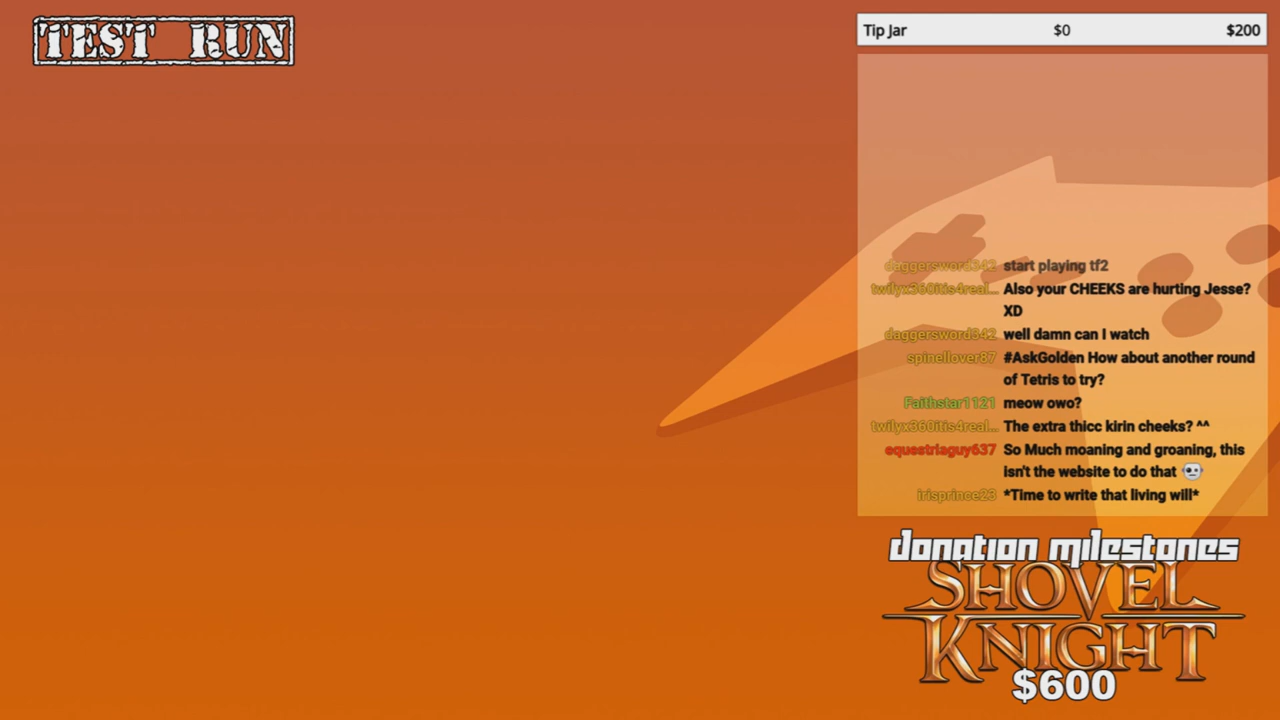 TEST RUN
Tip Jar $0 $200
daggersword342 start playing tf2
twilyx360itis4real... Also your CHEEKS are hurting Jesse?
XD
daggersword342 well damn can I watch
spinellover87 #AskGolden How about another round
of Tetris to try?
Faithstar1121 meow owo?
twilyx360itis4real... The extra thicc kirin cheeks? ^^
equestriaguy637 So Much moaning and groaning, this
isn't the website to do that
irisprince23 *Time to write that living will*
donation milestones
SHOVEL
KNIGHT
$600